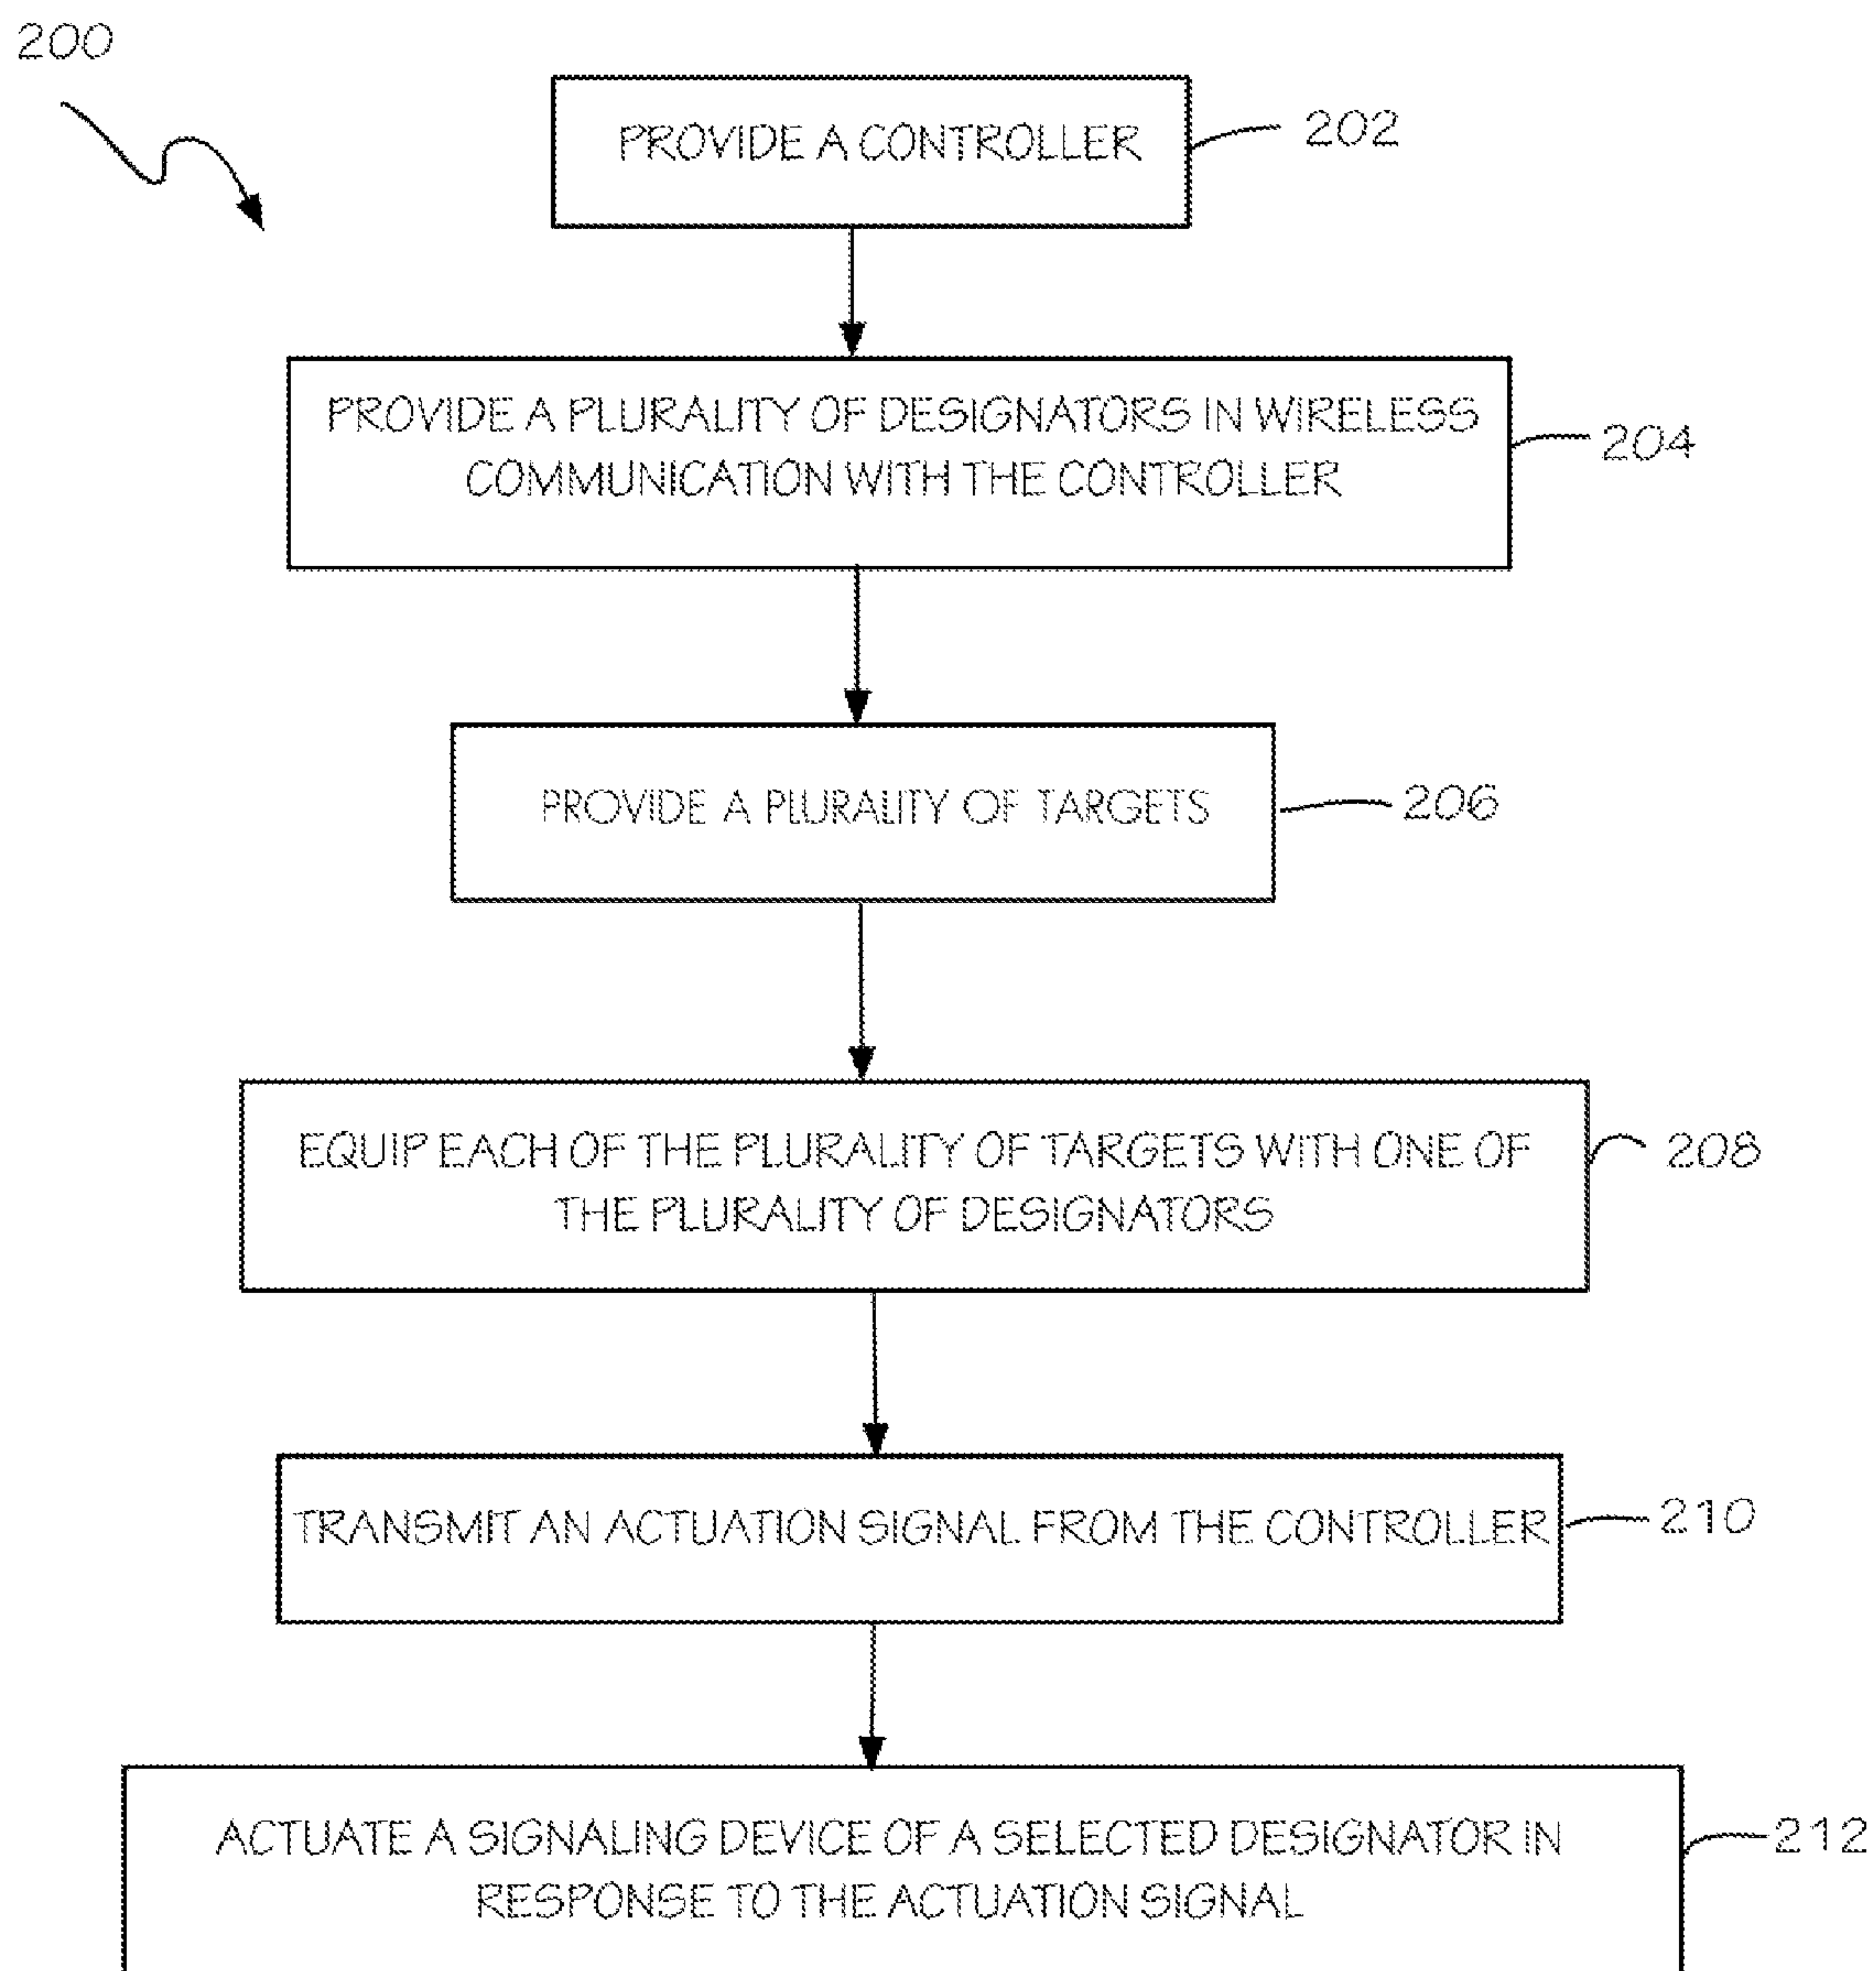 200
PROVIDE A CONTROLLER
202
PROVIDE A PLURALITY OF DESIGNATORS IN WIRELESS
COMMUNICATION WITH THE CONTROLLER
204
PROVIDE A PLURALITY OF TARGETS
206
EQUIP EACH OF THE PLURALITY OF TARGETS WITH ONE OF
THE PLURALITY OF DESIGNATORS
208
TRANSMIT AN ACTUATION SIGNAL FROM THE CONTROLLER
210
ACTUATE A SIGNALING DEVICE OF A SELECTED DESIGNATOR IN
RESPONSE TO THE ACTUATION SIGNAL
212